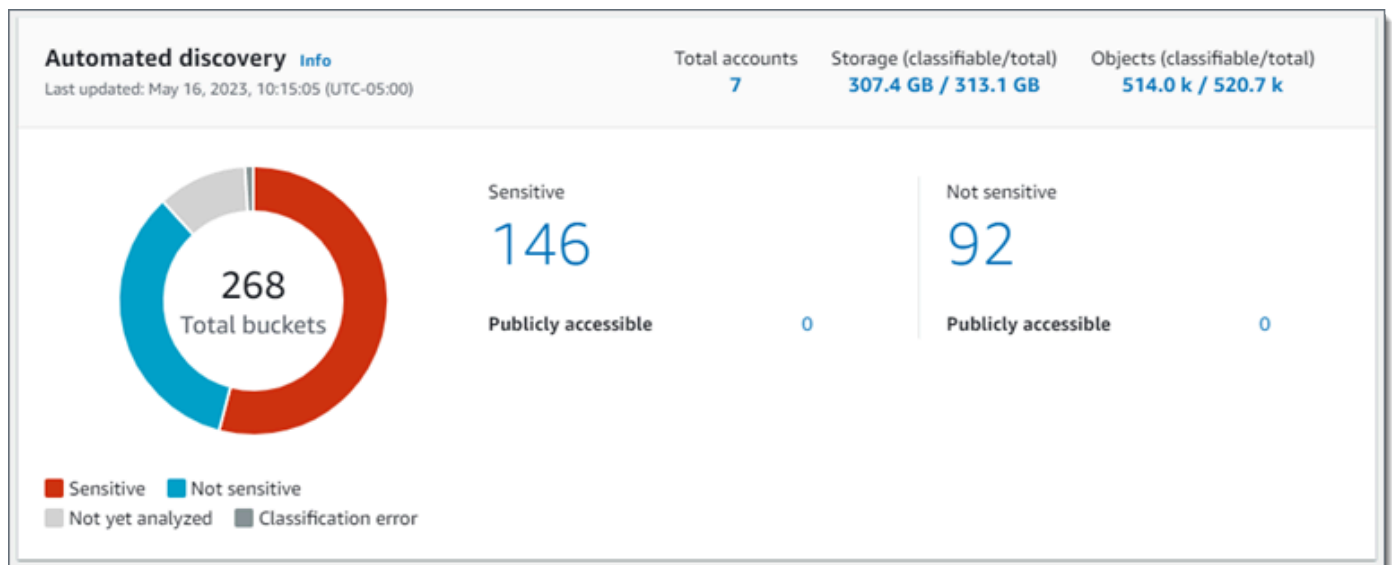 Automated discovery Info
Last updated: May 16, 2023, 10:15:05 (UTC-05:00)
Total accounts
7
Storage (classifiable/total)
307.4 GB / 313.1 GB
Objects (classifiable/total)
514.0 k / 520.7 k
268
Total buckets
Sensitive Not sensitive
Not yet analyzed Classification error
Sensitive
146
Publicly accessible 0
Not sensitive
92
Publicly accessible 0